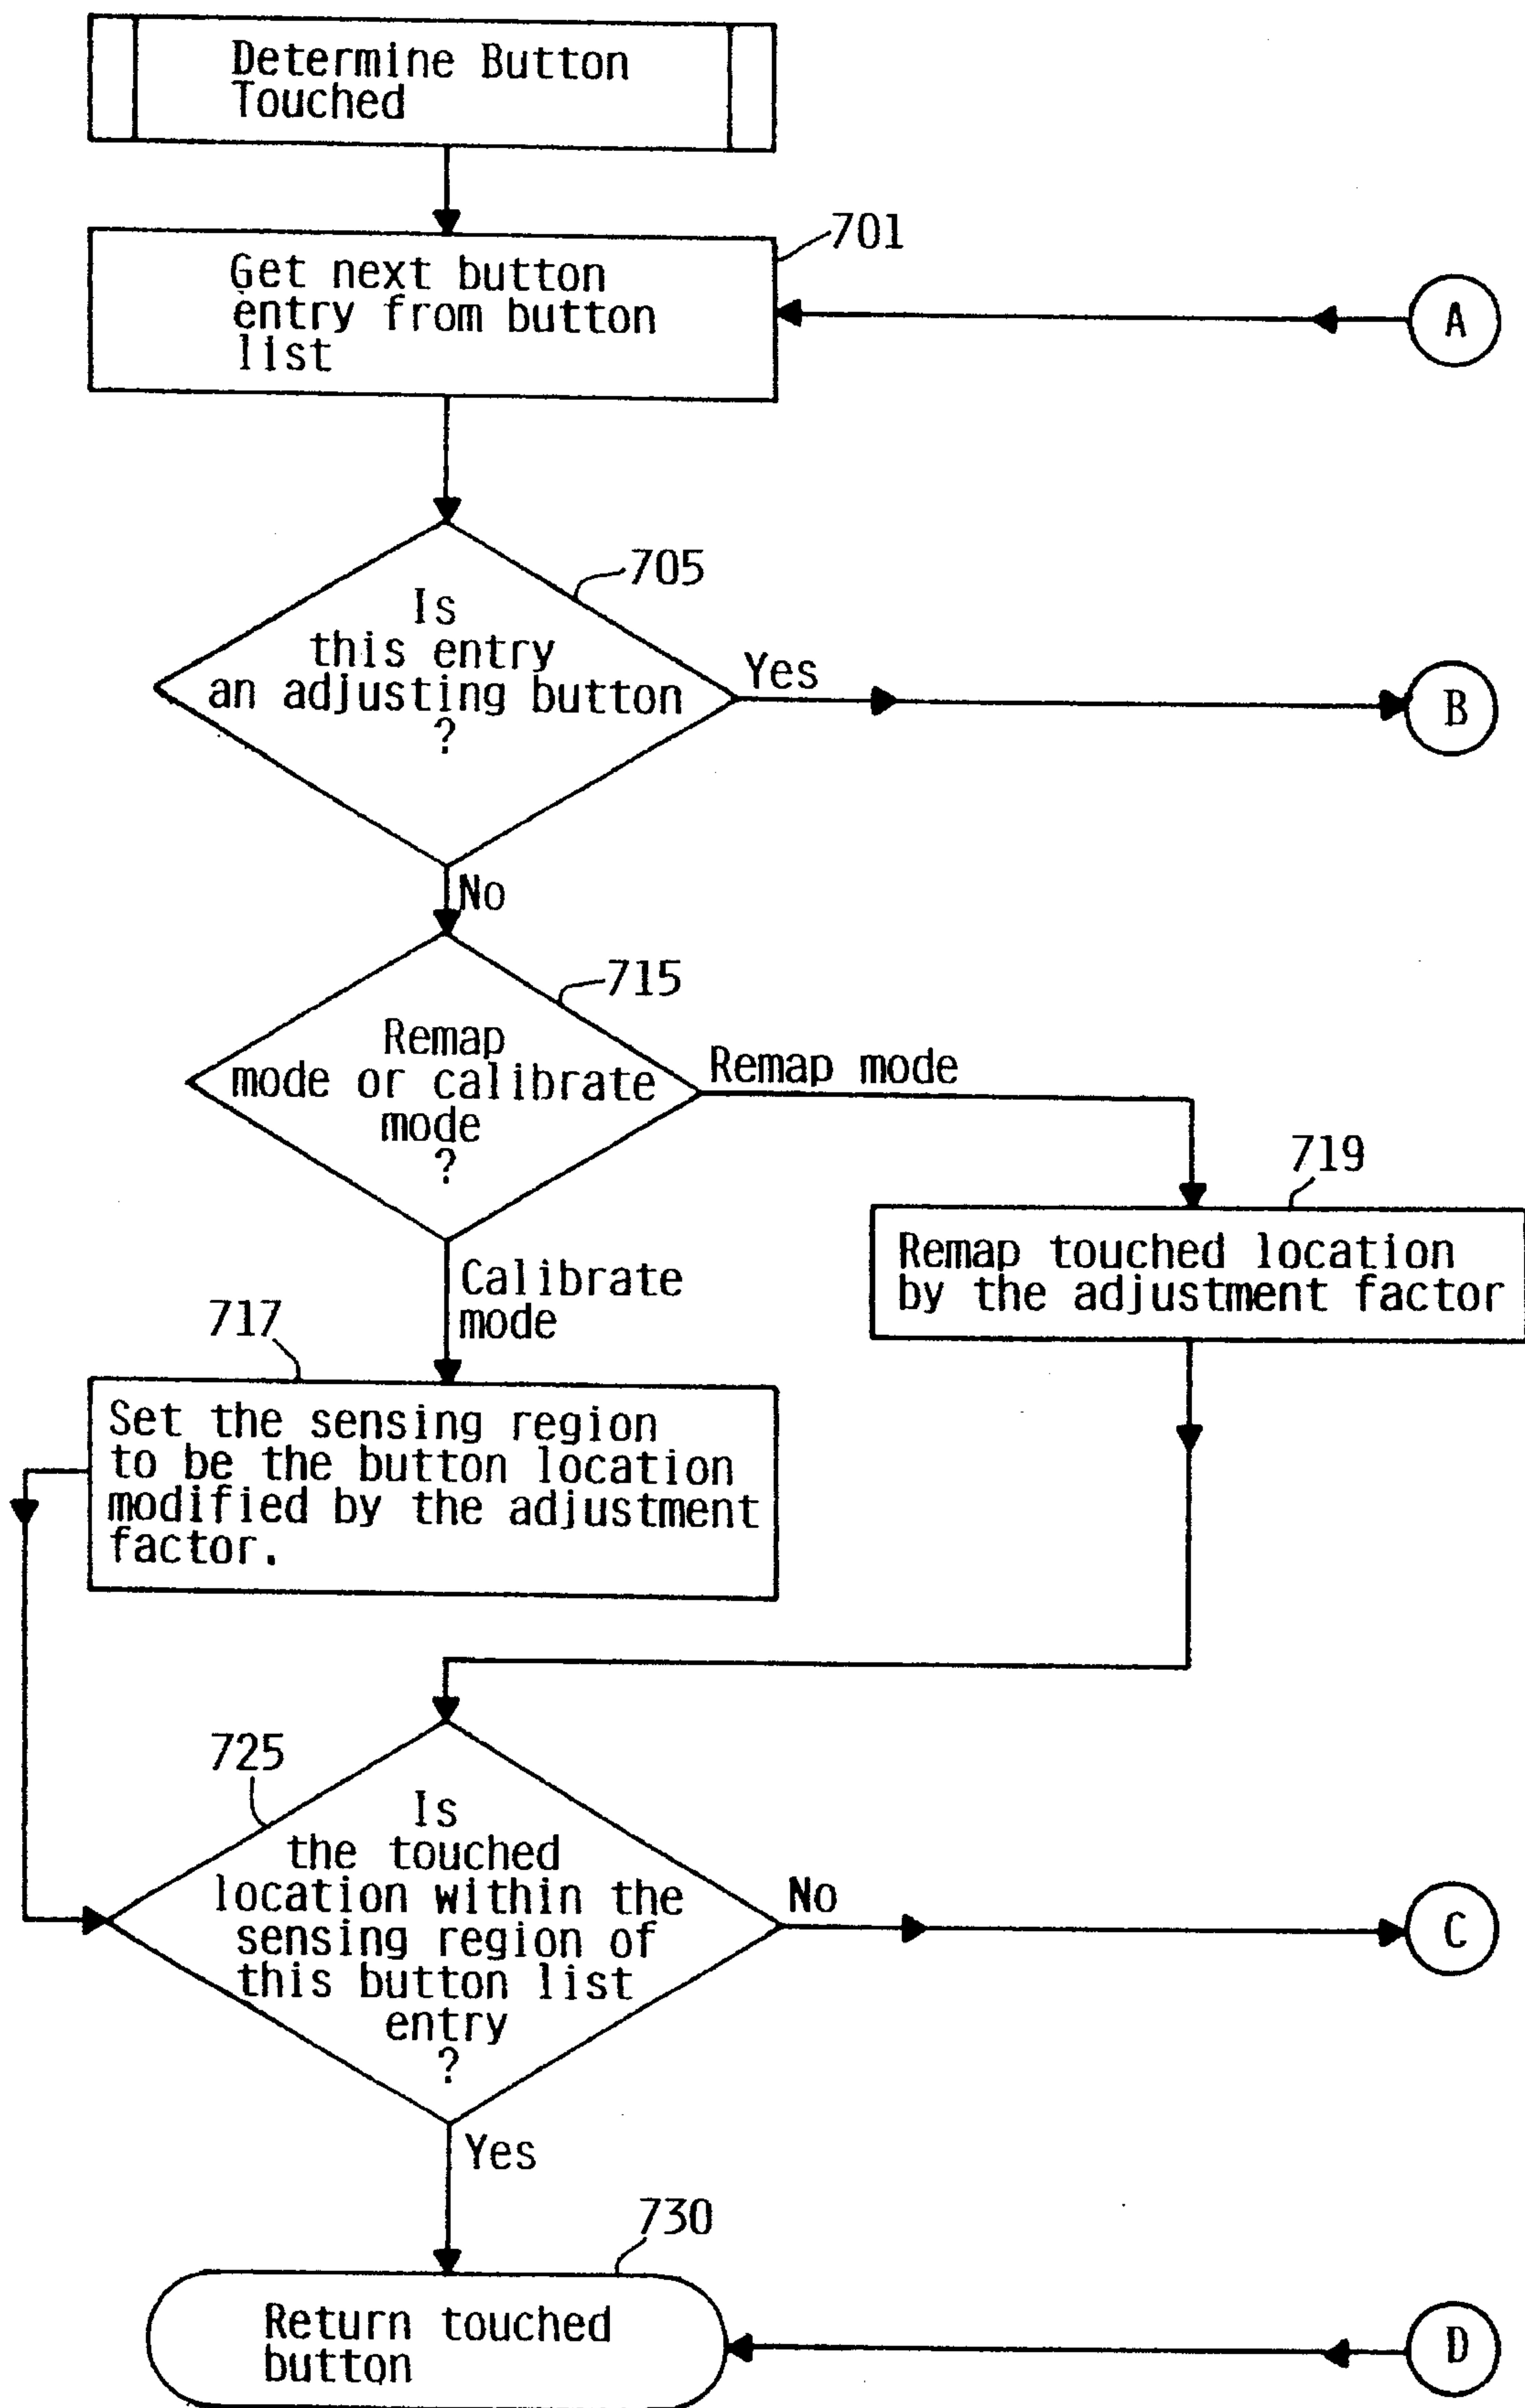 Determine Button
Touched
701
Get next button
entry from button
list
A
705
Is
this entry
an adjusting button
?
Yes
B
No
715
Remap
mode or calibrate
mode
?
Remap mode
719
Remap touched location
by the adjustment factor
Calibrate
mode
717
Set the sensing region
to be the button location
modified by the adjustment
factor.
725
Is
the touched
location within the
sensing region of
this button list
entry
?
No
C
Yes
730
Return touched
button
D